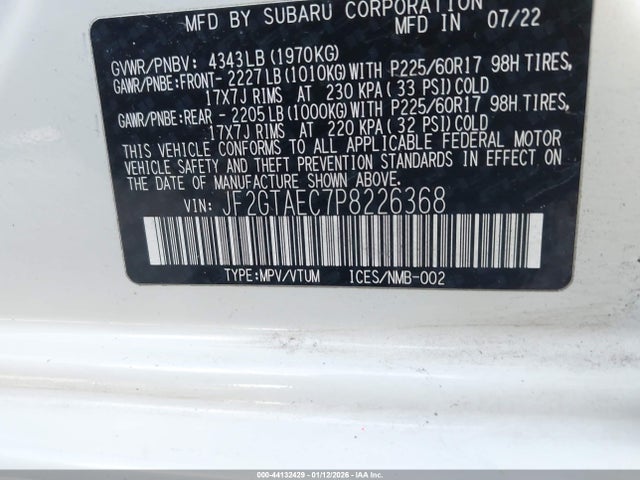 MFD BY SUBARU CORPORATION
MFD IN 07/22
GVWR/PNBV: 4343LB (1970KG)
GAWR/PNBE:FRONT- 2227LB(1010KG)WITH P225/60R17 98H TIRES,
17X7J RIMS AT 230 KPA (33 PSI) COLD
GAWR/PNBE:REAR - 2205LB(1000KG)WITH P225/60R17 98H TIRES,
17X7J RIMS AT 220 KPA (32 PSI) COLD
THIS VEHICLE CONFORMS TO ALL APPLICABLE FEDERAL MOTOR
VEHICLE SAFETY AND THEFT PREVENTION STANDARDS IN EFFECT ON
THE DATE OF MANUFACTURE SHOWN ABOVE.
VIN: JF2GTAEC7P8226368
TYPE:MPV/VTUM ICES/NMB-002
000-44132429 - 01/12/2026 - IAA Corp.